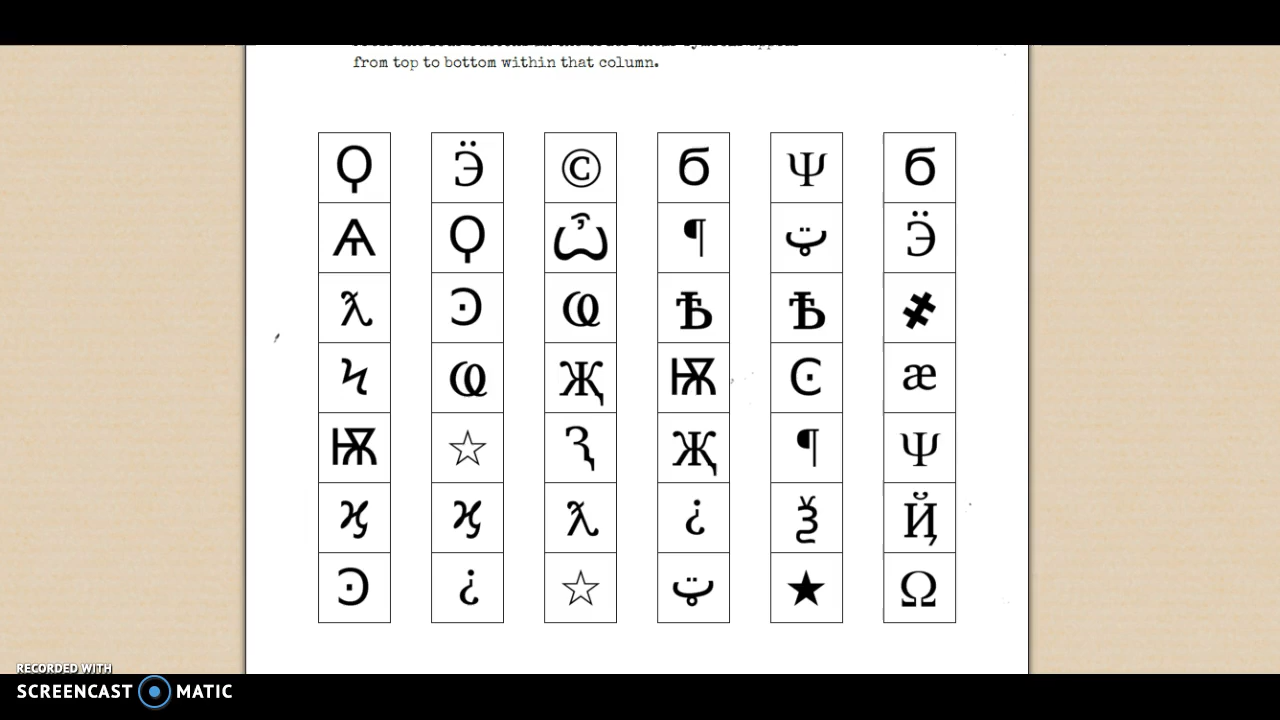 from top to bottom within that column.
Ϙ Ӭ © б Ψ б
Ѧ Ϙ Ѽ ¶ ټ Ӭ
ƛ Ͽ Ҩ Ѣ Ѣ ҂
Ϟ Ҩ Җ Ѭ Ͼ æ
Ѭ ☆ Ԇ Җ ¶ Ψ
ϗ ϗ ƛ ¿ Ѯ Ҋ
Ͽ ¿ ☆ ټ ★ Ω
RECORDED WITH
SCREENCAST MATIC